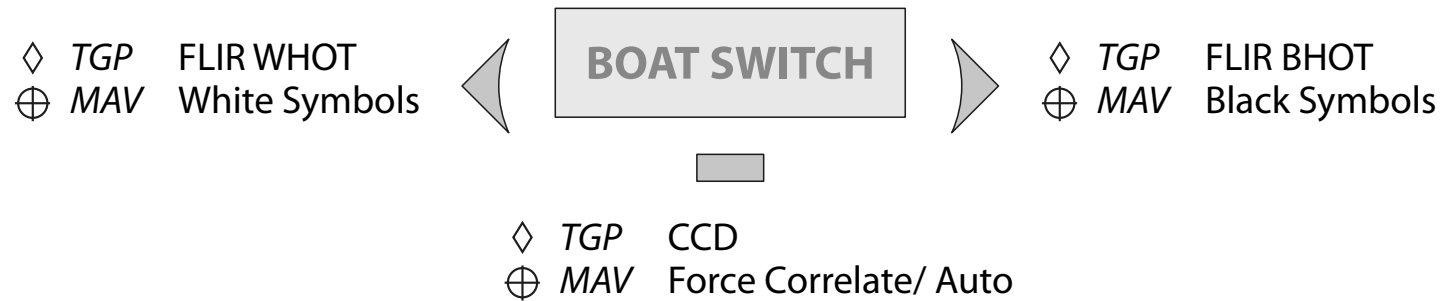 BOAT SWITCH
◊ TGP FLIR WHOT
⊕ MAV White Symbols
◊ TGP FLIR BHOT
⊕ MAV Black Symbols
◊ TGP CCD
⊕ MAV Force Correlate/ Auto